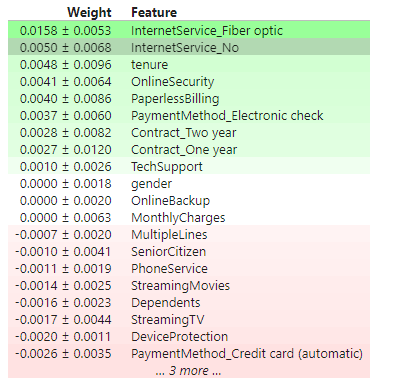 Weight Feature
0.0158 ± 0.0053 InternetService_Fiber optic
0.0050 ± 0.0068 InternetService_No
0.0048 ± 0.0096 tenure
0.0041 ± 0.0064 OnlineSecurity
0.0040 ± 0.0086 PaperlessBilling
0.0037 ± 0.0060 PaymentMethod_Electronic check
0.0028 ± 0.0082 Contract_Two year
0.0027 ± 0.0120 Contract_One year
0.0010 ± 0.0026 TechSupport
0.0000 ± 0.0018 gender
0.0000 ± 0.0020 OnlineBackup
0.0000 ± 0.0063 MonthlyCharges
-0.0007 ± 0.0020 MultipleLines
-0.0010 ± 0.0041 SeniorCitizen
-0.0011 ± 0.0019 PhoneService
-0.0014 ± 0.0025 StreamingMovies
-0.0016 ± 0.0023 Dependents
-0.0017 ± 0.0044 StreamingTV
-0.0020 ± 0.0011 DeviceProtection
-0.0026 ± 0.0035 PaymentMethod_Credit card (automatic)
... 3 more ...